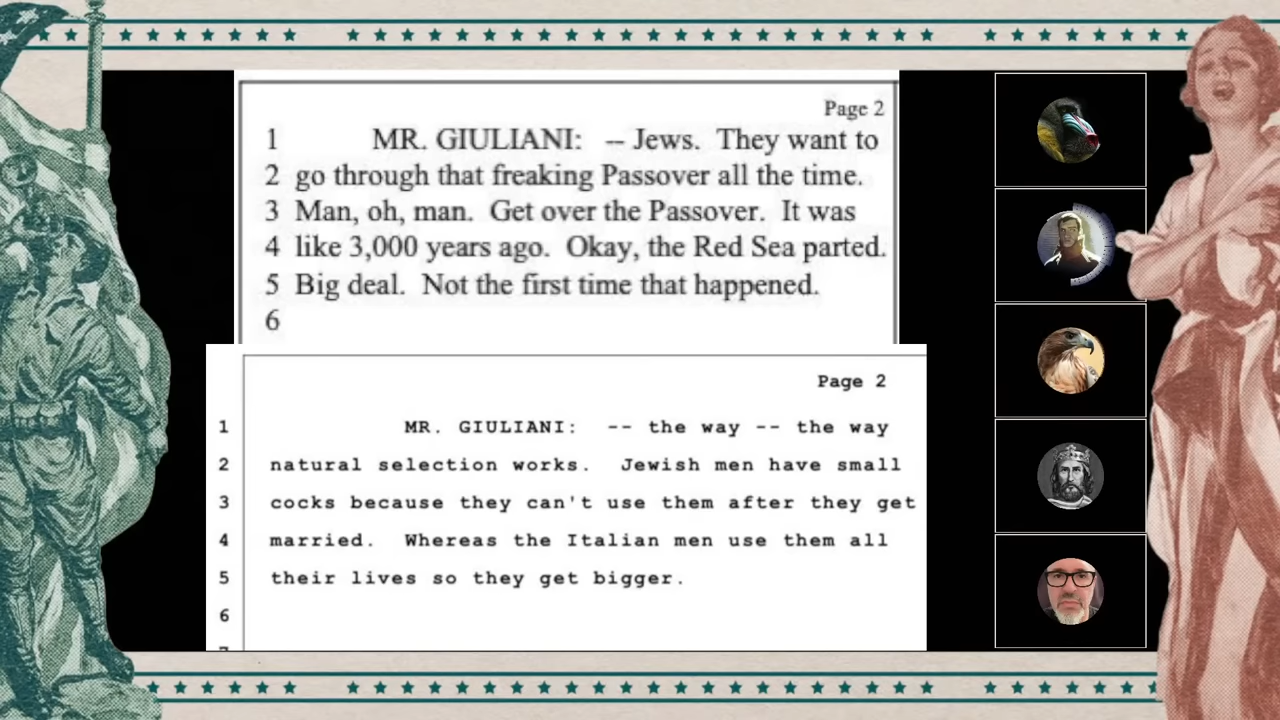 Page 2
1 MR. GIULIANI: -- Jews. They want to
2 go through that freaking Passover all the time.
3 Man, oh, man. Get over the Passover. It was
4 like 3,000 years ago. Okay, the Red Sea parted.
5 Big deal. Not the first time that happened.
6
Page 2
1 MR. GIULIANI: -- the way -- the way
2 natural selection works. Jewish men have small
3 cocks because they can't use them after they get
4 married. Whereas the Italian men use them all
5 their lives so they get bigger.
6